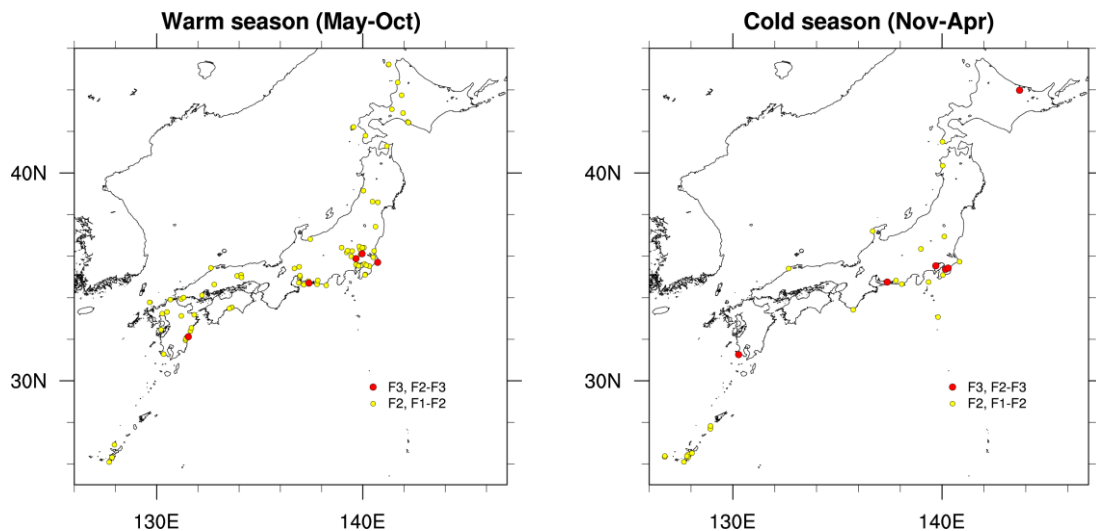 Warm season (May-Oct)
40N
30N
130E
140E
F3, F2-F3
F2, F1-F2
Cold season (Nov-Apr)
40N
30N
130E
140E
F3, F2-F3
F2, F1-F2